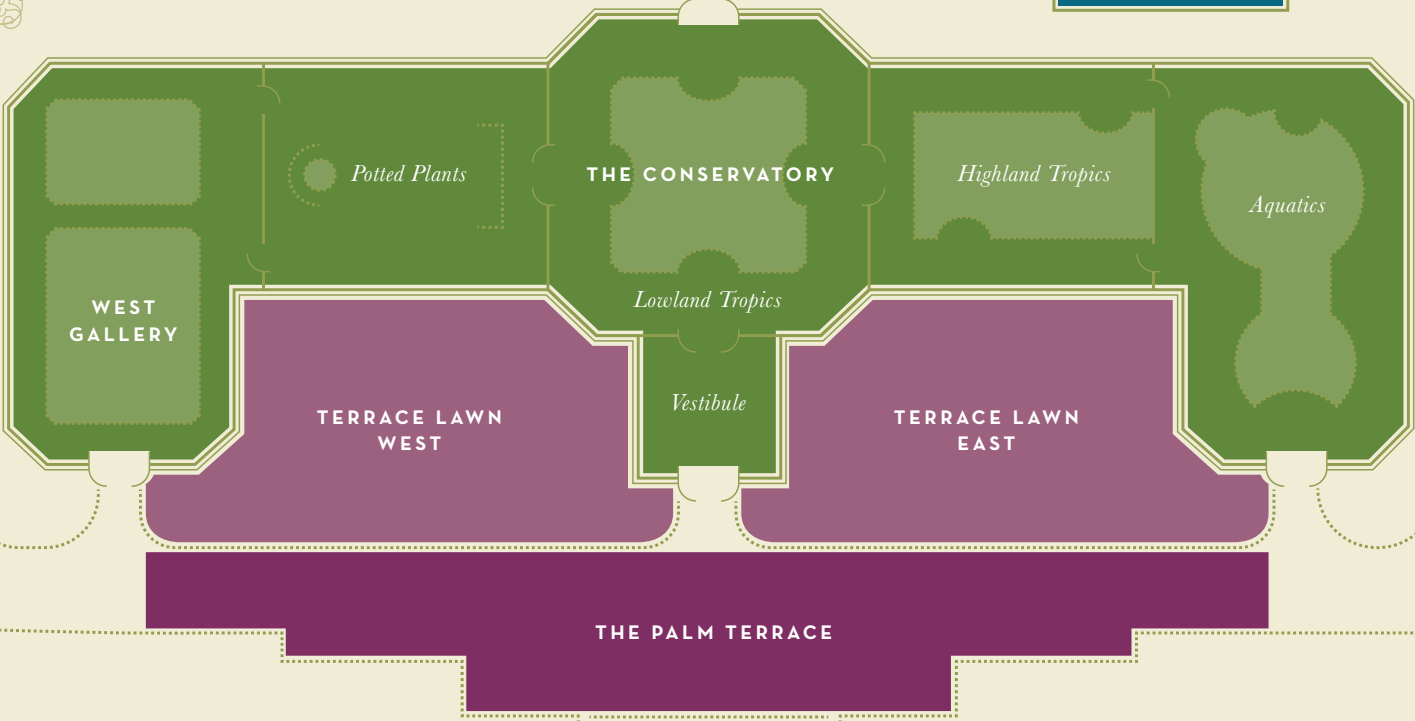 Potted Plants
THE CONSERVATORY
Highland Tropics
Aquatics
WEST
GALLERY
Lowland Tropics
Vestibule
TERRACE LAWN
WEST
TERRACE LAWN
EAST
THE PALM TERRACE